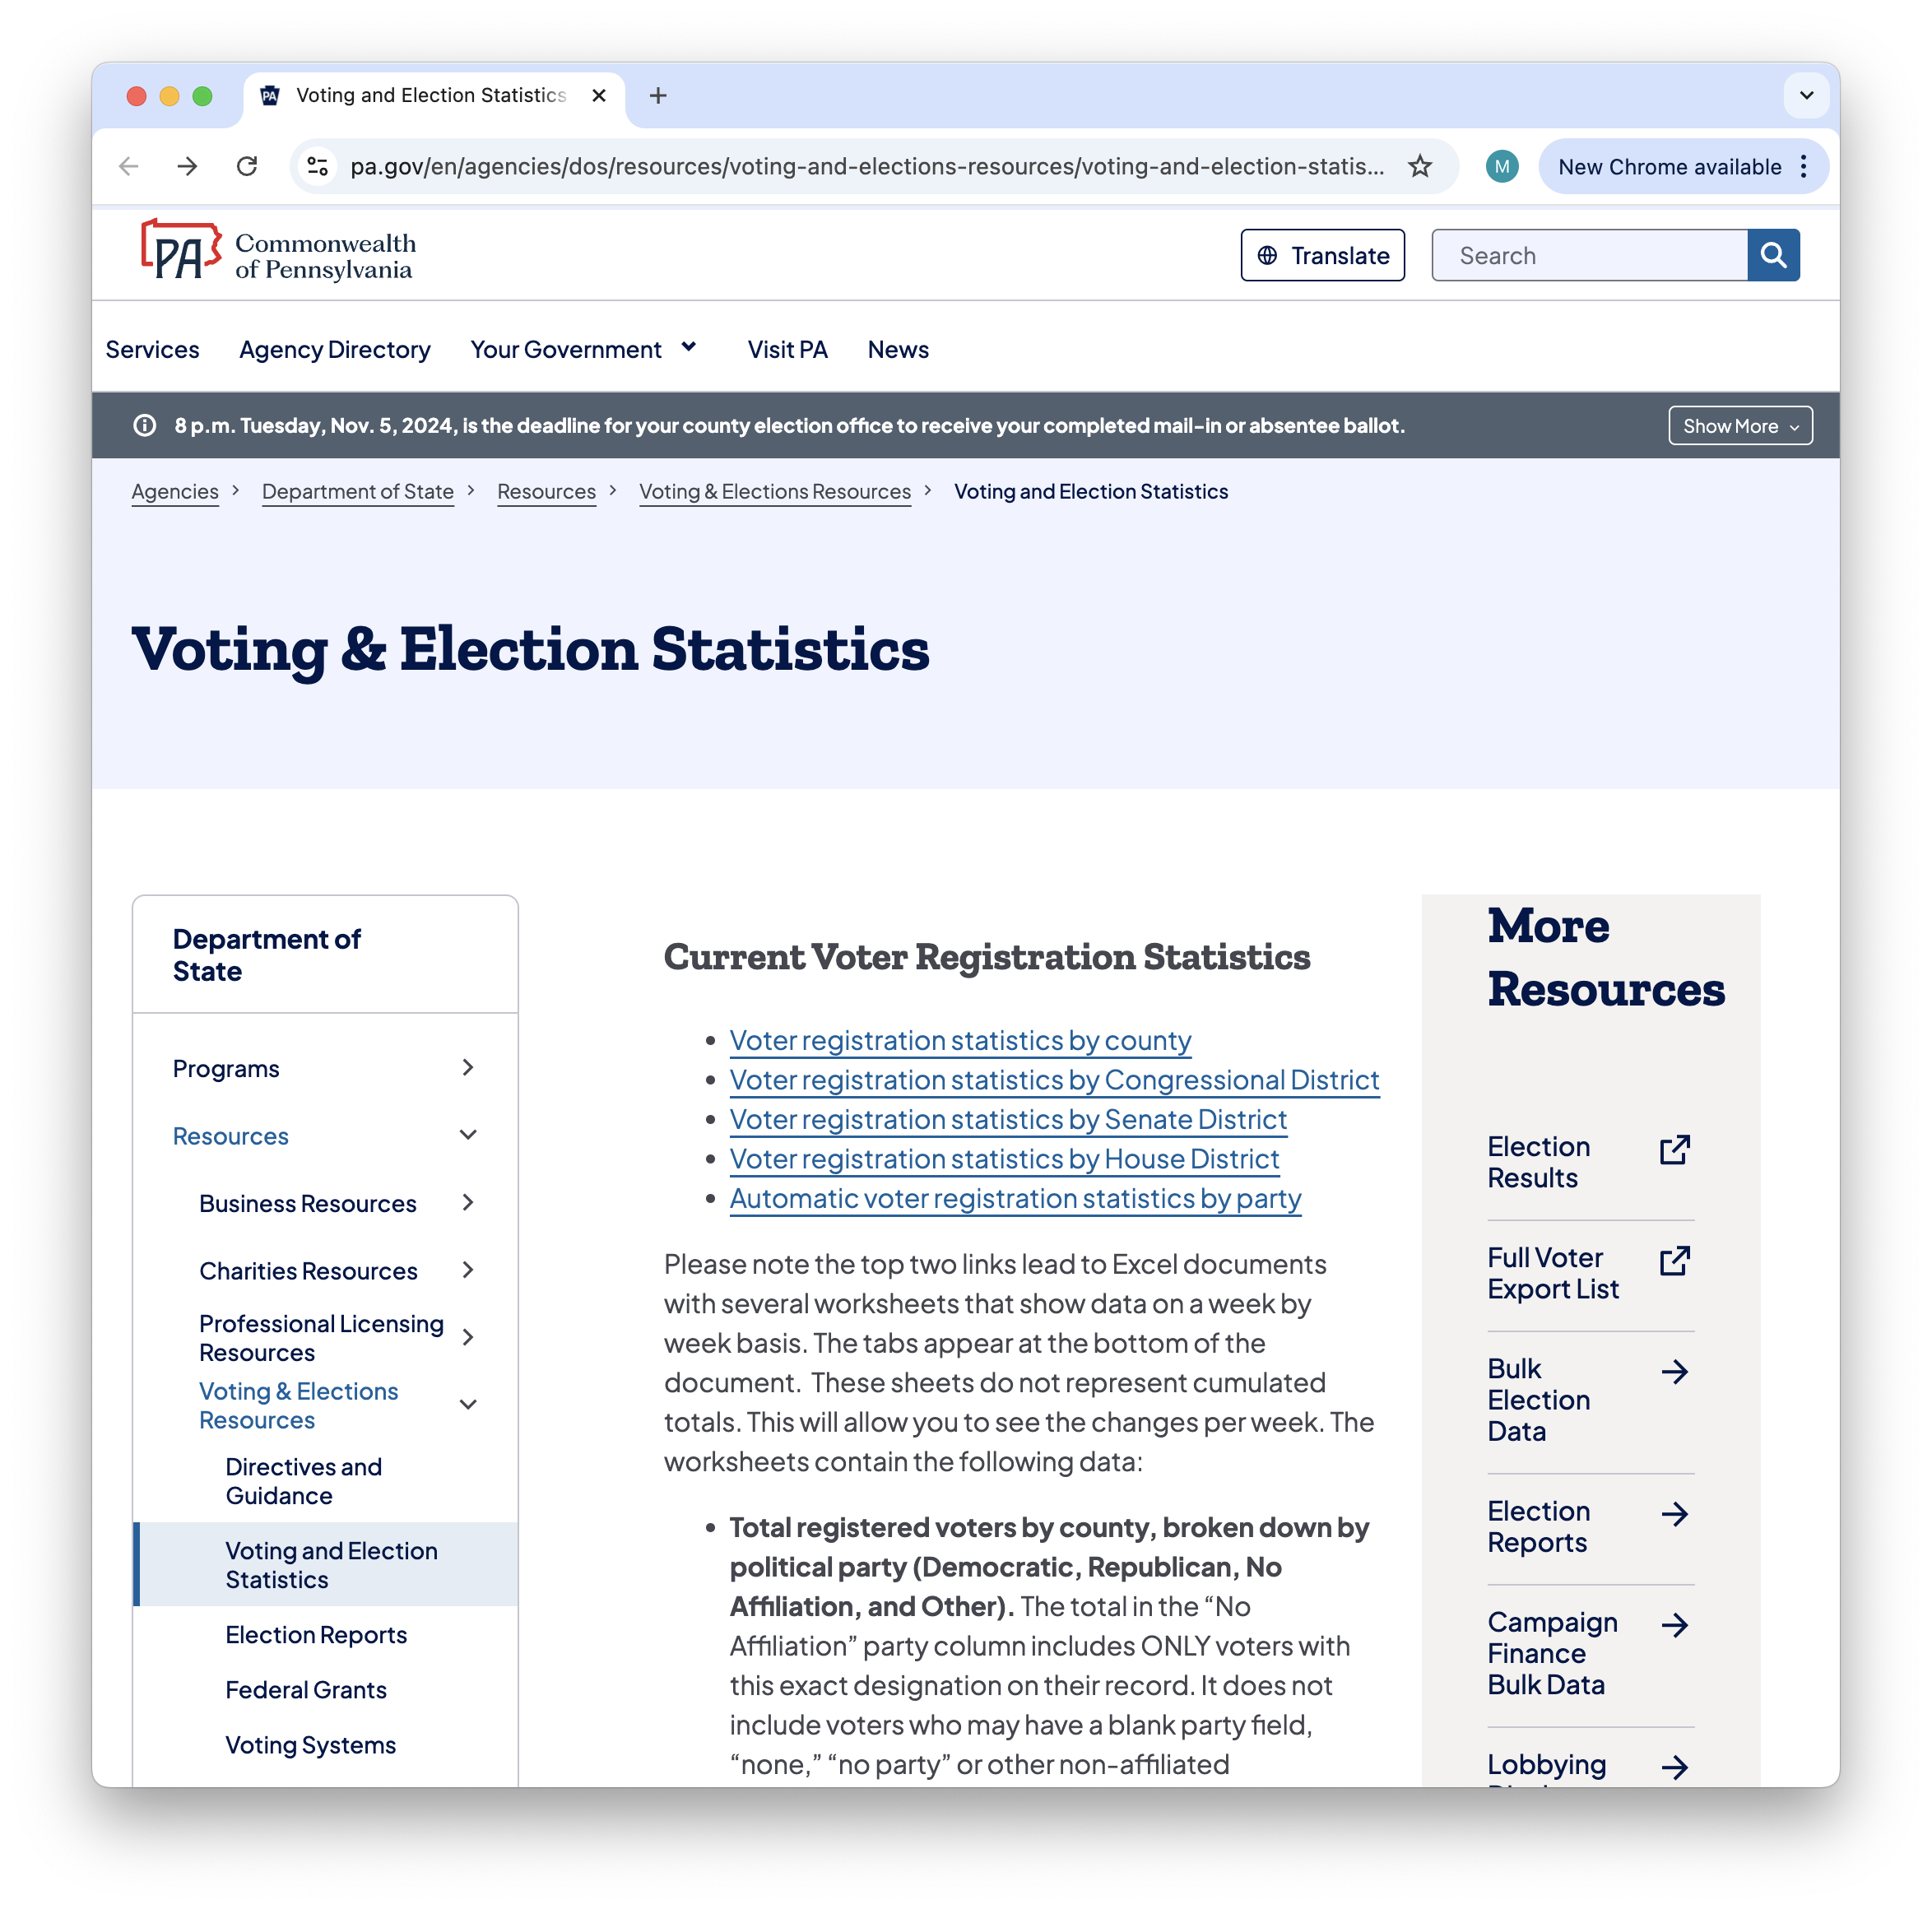 Voting and Election Statistics
pa.gov/en/agencies/dos/resources/voting-and-elections-resources/voting-and-election-statis...
M
New Chrome available
PA
Commonwealth
of Pennsylvania
Translate
Search
Services
Agency Directory
Your Government
Visit PA
News
8 p.m. Tuesday, Nov. 5, 2024, is the deadline for your county election office to receive your completed mail-in or absentee ballot.
Show More
Agencies > Department of State > Resources > Voting & Elections Resources > Voting and Election Statistics
Voting & Election Statistics
Department of
State
Programs
Resources
Business Resources
Charities Resources
Professional Licensing
Resources
Voting & Elections
Resources
Directives and
Guidance
Voting and Election
Statistics
Election Reports
Federal Grants
Voting Systems
Current Voter Registration Statistics
• Voter registration statistics by county
• Voter registration statistics by Congressional District
• Voter registration statistics by Senate District
• Voter registration statistics by House District
• Automatic voter registration statistics by party
Please note the top two links lead to Excel documents
with several worksheets that show data on a week by
week basis. The tabs appear at the bottom of the
document.  These sheets do not represent cumulated
totals. This will allow you to see the changes per week. The
worksheets contain the following data:
• Total registered voters by county, broken down by
political party (Democratic, Republican, No
Affiliation, and Other). The total in the “No
Affiliation” party column includes ONLY voters with
this exact designation on their record. It does not
include voters who may have a blank party field,
“none,” “no party” or other non-affiliated
More
Resources
Election
Results
Full Voter
Export List
Bulk
Election
Data
Election
Reports
Campaign
Finance
Bulk Data
Lobbying